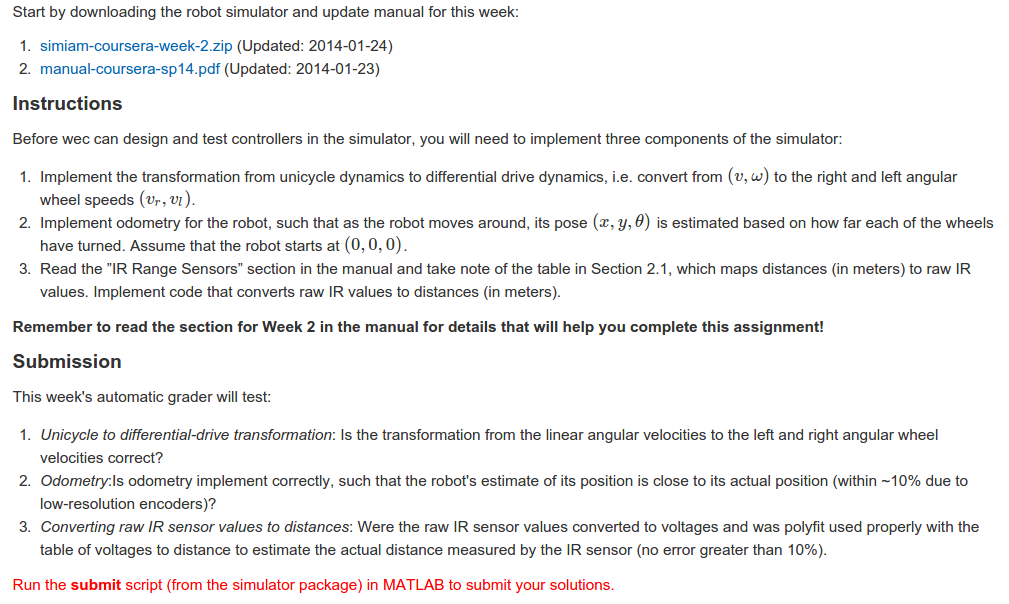 Start by downloading the robot simulator and update manual for this week:
1. simiam-coursera-week-2.zip (Updated: 2014-01-24)
2. manual-coursera-sp14.pdf (Updated: 2014-01-23)
Instructions
Before wec can design and test controllers in the simulator, you will need to implement three components of the simulator:
1. Implement the transformation from unicycle dynamics to differential drive dynamics, i.e. convert from (v, ω) to the right and left angular
wheel speeds (vᵣ, vₗ).
2. Implement odometry for the robot, such that as the robot moves around, its pose (x, y, θ) is estimated based on how far each of the wheels
have turned. Assume that the robot starts at (0, 0, 0).
3. Read the ”IR Range Sensors” section in the manual and take note of the table in Section 2.1, which maps distances (in meters) to raw IR
values. Implement code that converts raw IR values to distances (in meters).
Remember to read the section for Week 2 in the manual for details that will help you complete this assignment!
Submission
This week's automatic grader will test:
1. Unicycle to differential-drive transformation: Is the transformation from the linear angular velocities to the left and right angular wheel
velocities correct?
2. Odometry:Is odometry implement correctly, such that the robot's estimate of its position is close to its actual position (within ~10% due to
low-resolution encoders)?
3. Converting raw IR sensor values to distances: Were the raw IR sensor values converted to voltages and was polyfit used properly with the
table of voltages to distance to estimate the actual distance measured by the IR sensor (no error greater than 10%).
Run the submit script (from the simulator package) in MATLAB to submit your solutions.